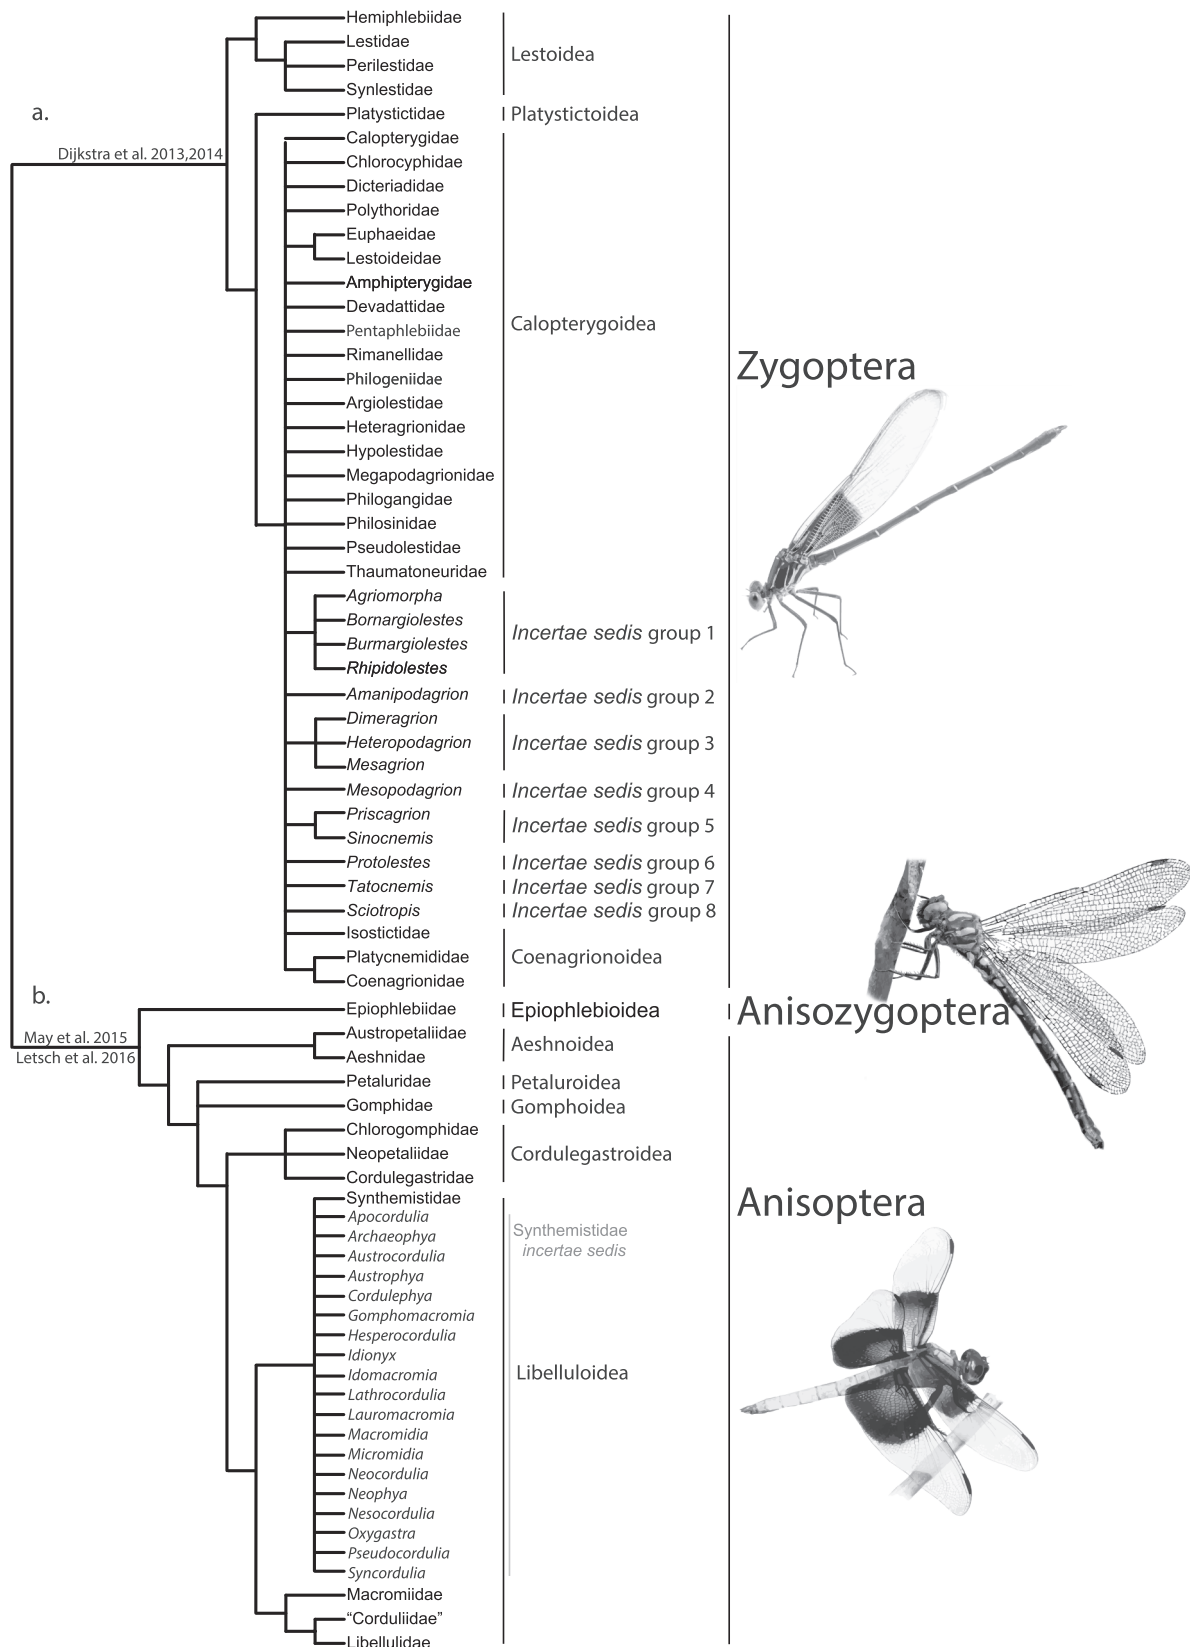 Hemiphlebiidae
Lestidae
Perilestidae
Synlestidae
Lestoidea
a.
Platystictidae
Platystictoidea
Dijkstra et al. 2013,2014
Calopterygidae
Chlorocyphidae
Dicteriadidae
Polythoridae
Euphaeidae
Lestoideidae
Amphipterygidae
Devadattidae
Pentaphlebiidae
Rimanellidae
Philogeniidae
Argiolestidae
Heteragrionidae
Hypolestidae
Megapodagrionidae
Philogangidae
Philosinidae
Pseudolestidae
Thaumatoneuridae
Calopterygoidea
Zygoptera
Agriomorpha
Bornargiolestes
Burmargiolestes
Rhipidolestes
Incertae sedis group 1
Amanipodagrion
Incertae sedis group 2
Dimeragrion
Heteropodagrion
Mesagrion
Incertae sedis group 3
Mesopodagrion
Incertae sedis group 4
Priscagrion
Sinocnemis
Incertae sedis group 5
Protolestes
Incertae sedis group 6
Tatocnemis
Incertae sedis group 7
Sciotropis
Incertae sedis group 8
Isostictidae
Platycnemididae
Coenagrionidae
Coenagrionoidea
b.
Epiophlebiidae
Epiophlebioidea
Anisozygoptera
May et al. 2015
Letsch et al. 2016
Austropetaliidae
Aeshnidae
Aeshnoidea
Petaluridae
Petaluroidea
Gomphidae
Gomphoidea
Chlorogomphidae
Neopetaliidae
Cordulegastridae
Cordulegastroidea
Anisoptera
Synthemistidae
Apocordulia
Archaeophya
Austrocordulia
Austrophya
Cordulephya
Gomphomacromia
Hesperocordulia
Idionyx
Idomacromia
Lathrocordulia
Lauromacromia
Macromidia
Micromidia
Neocordulia
Neophya
Nesocordulia
Oxygastra
Pseudocordulia
Syncordulia
Synthemistidae
incertae sedis
Libelluloidea
Macromiidae
“Corduliidae”
Libellulidae